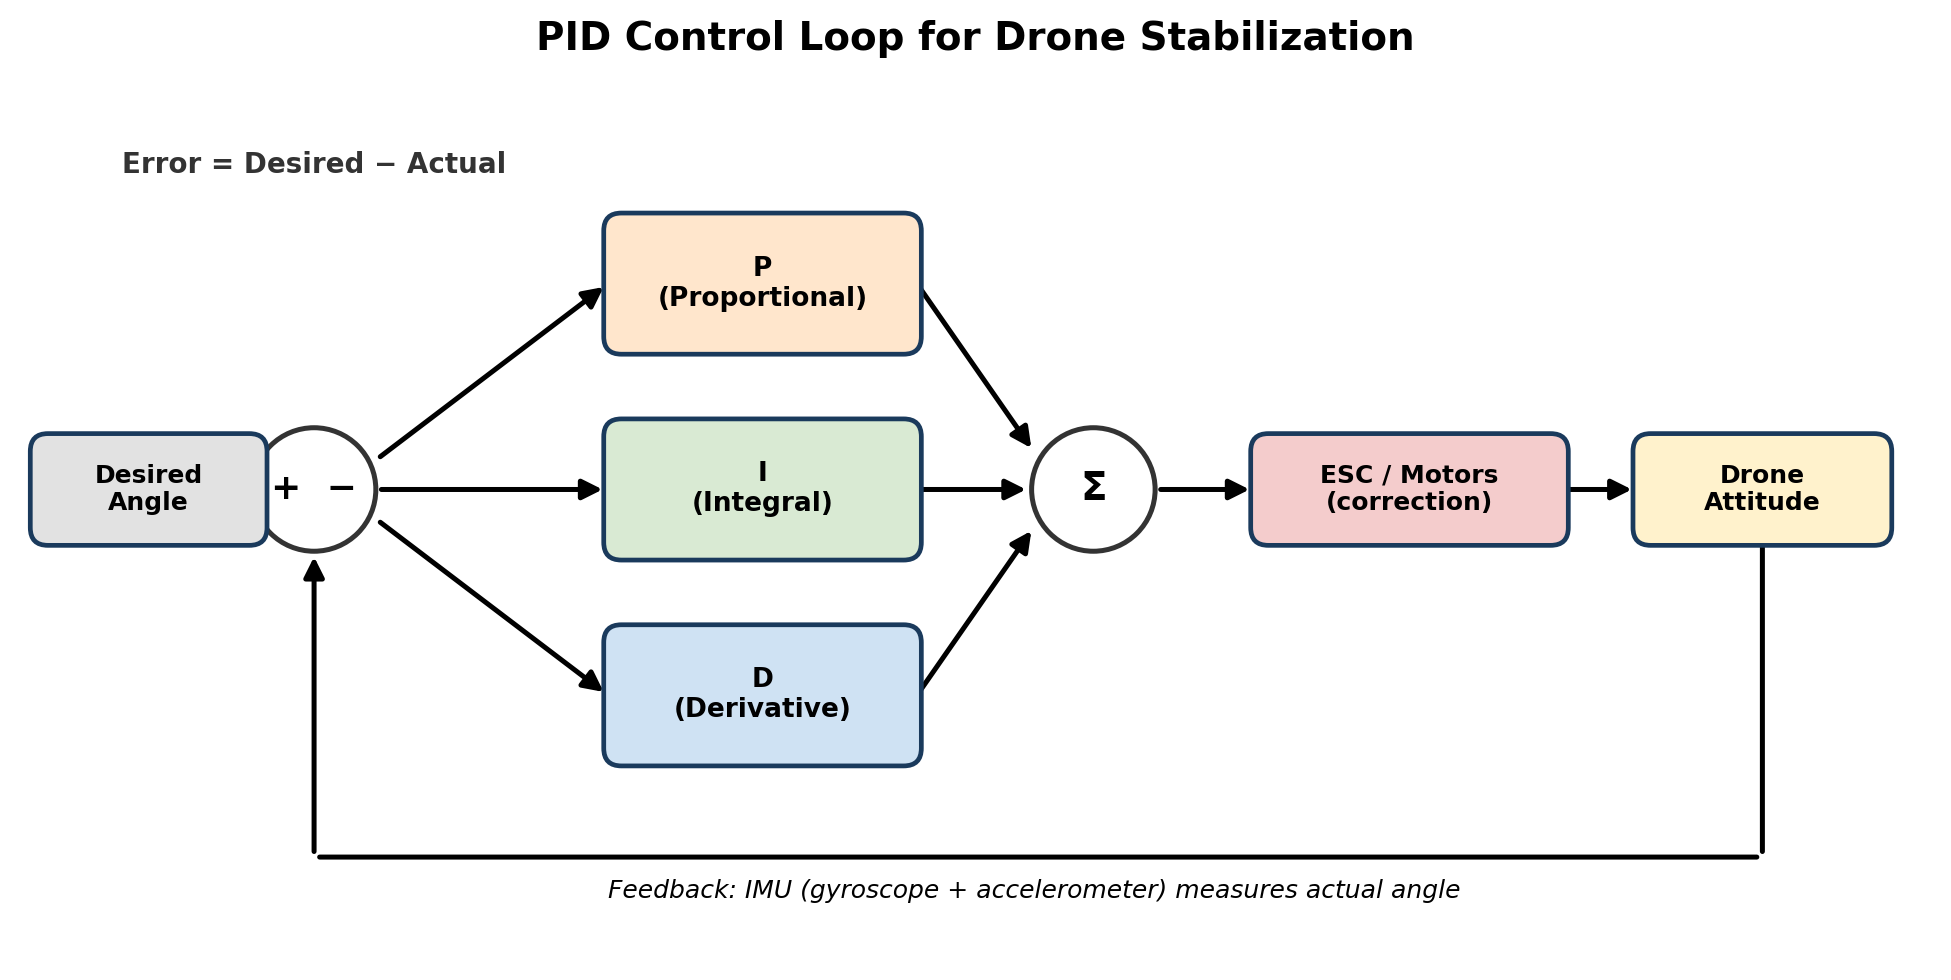 PID Control Loop for Drone Stabilization
Error = Desired − Actual
P
(Proportional)
Desired
Angle
+ −
I
(Integral)
Σ
ESC / Motors
(correction)
Drone
Attitude
D
(Derivative)
Feedback: IMU (gyroscope + accelerometer) measures actual angle